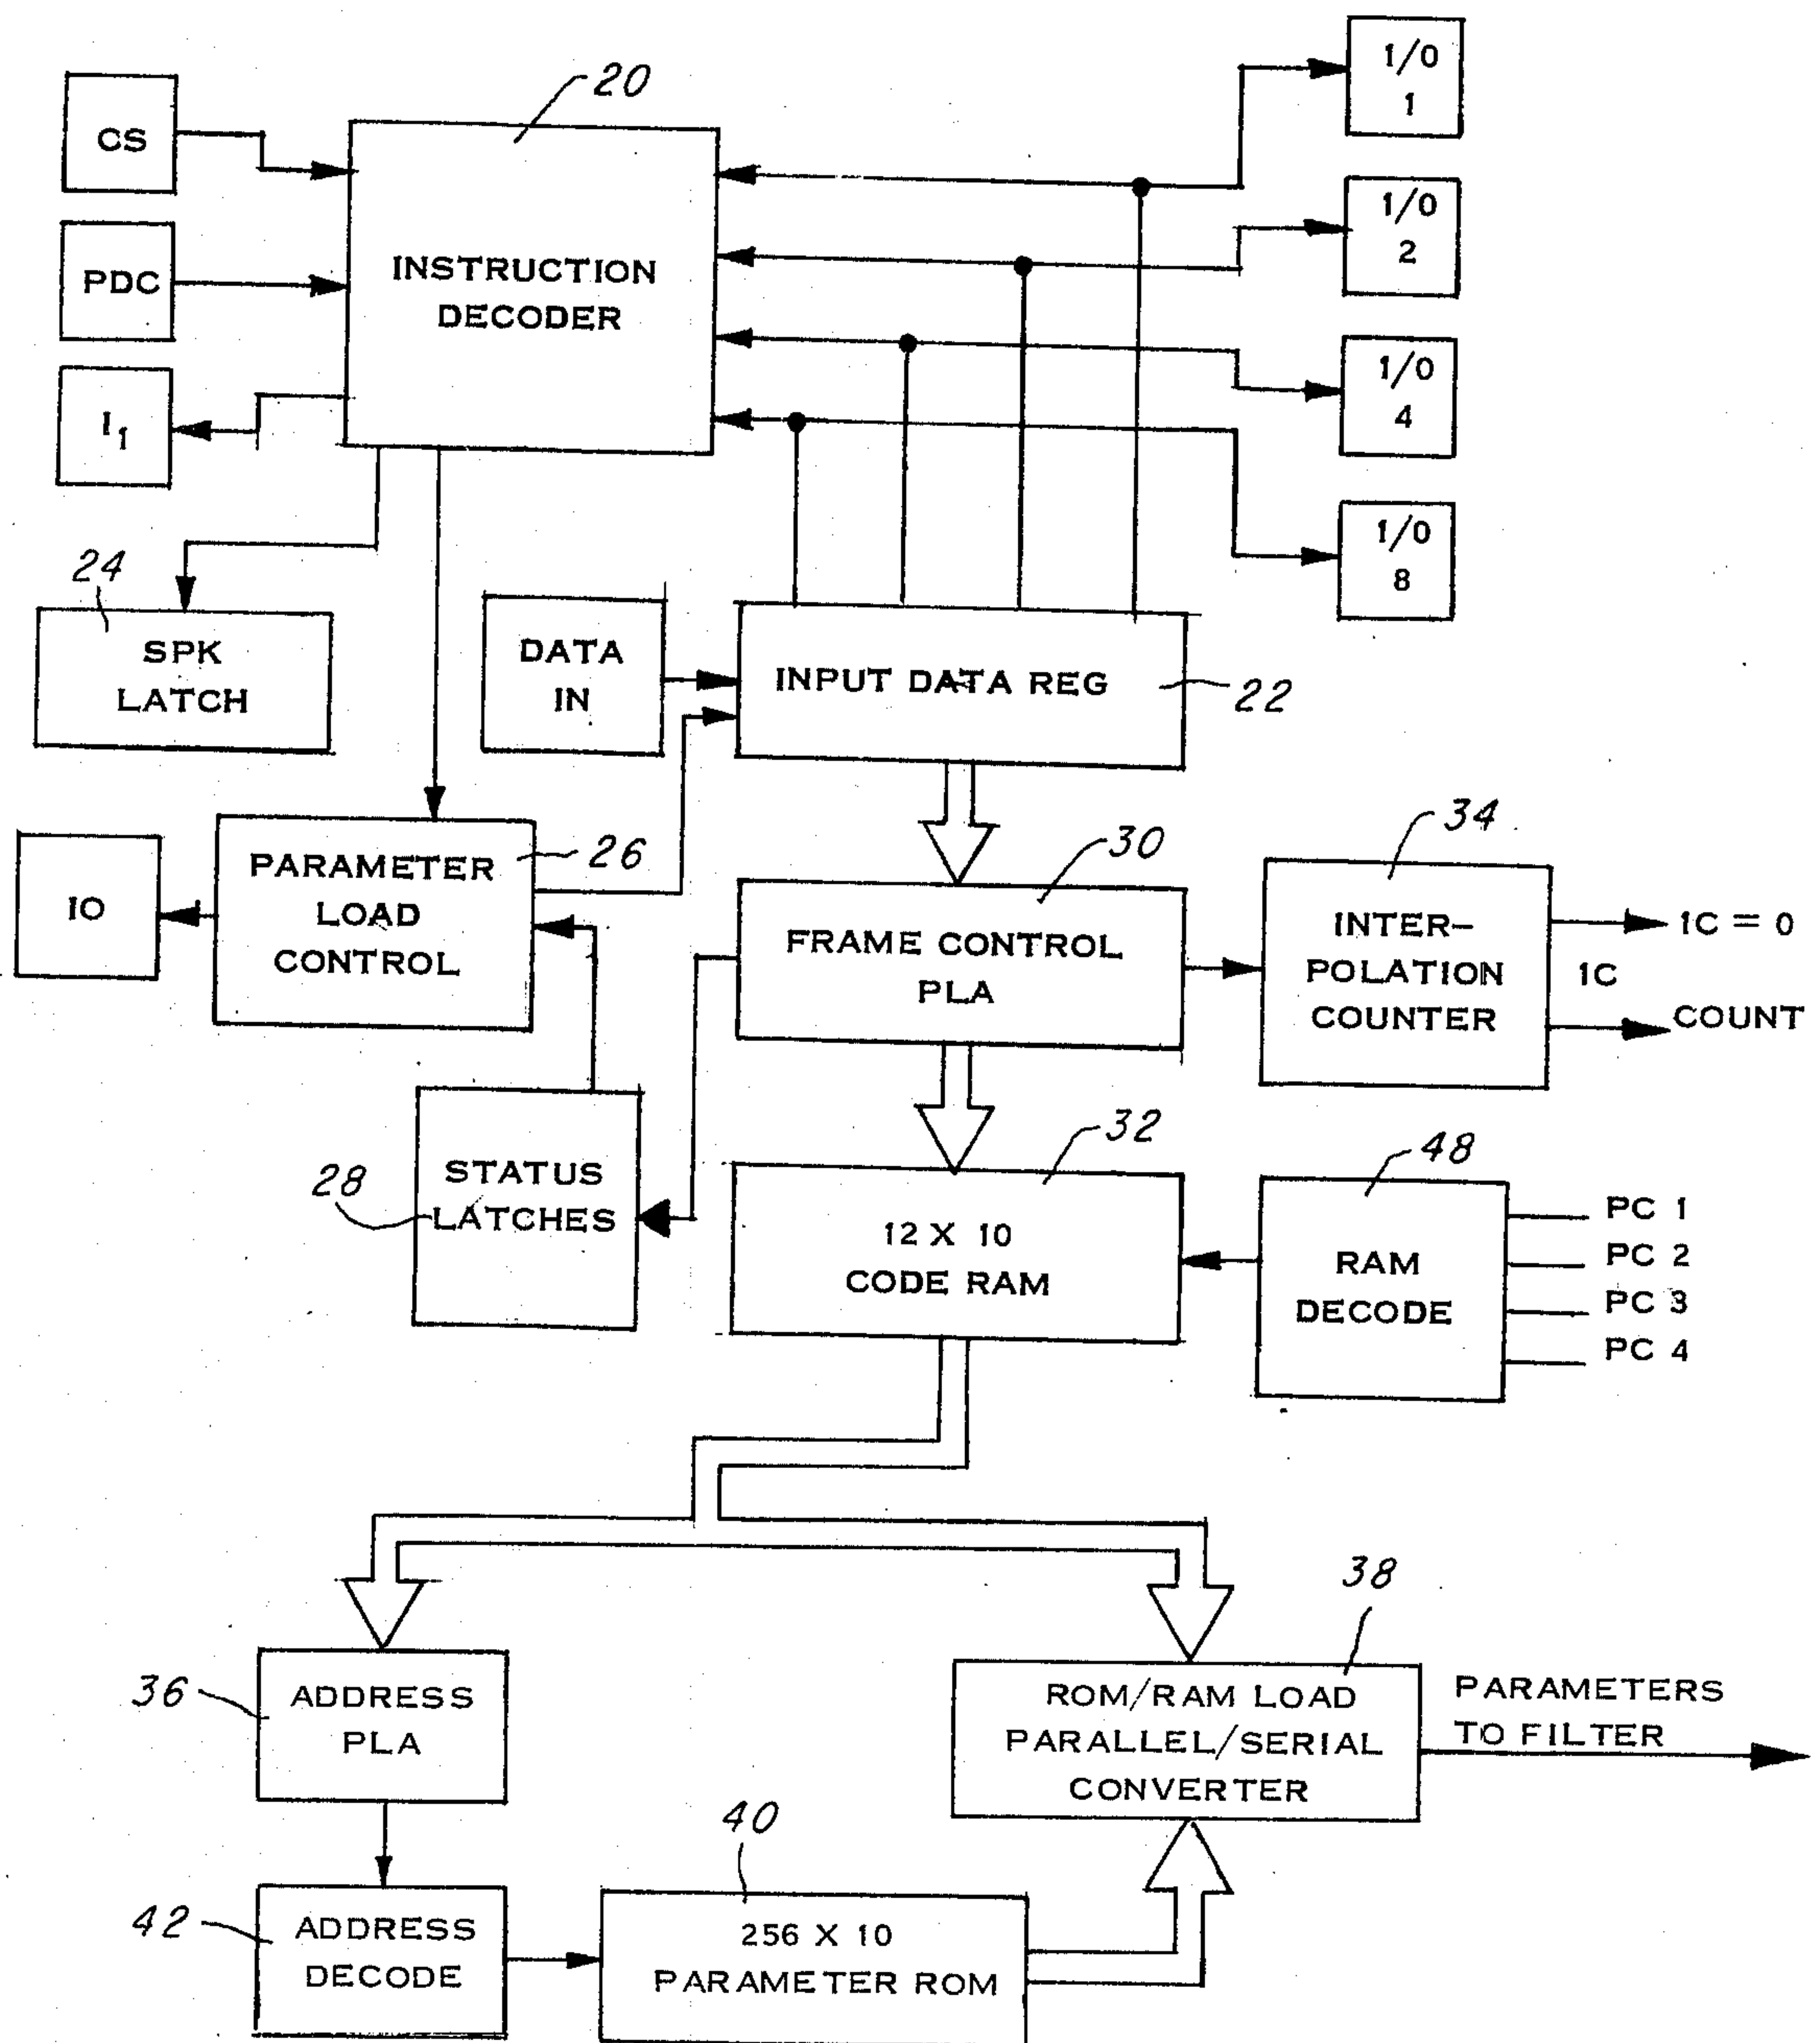 20
CS
1/0
1
PDC
INSTRUCTION
DECODER
1/0
2
I1
1/0
4
1/0
8
24
SPK
LATCH
DATA
IN
INPUT DATA REG
22
IO
PARAMETER
LOAD
CONTROL
26
30
FRAME CONTROL
PLA
34
INTER-
POLATION
COUNTER
1C = 0
1C
COUNT
28
STATUS
LATCHES
32
12 X 10
CODE RAM
48
RAM
DECODE
PC 1
PC 2
PC 3
PC 4
36
ADDRESS
PLA
38
ROM/RAM LOAD
PARALLEL/SERIAL
CONVERTER
PARAMETERS
TO FILTER
42
ADDRESS
DECODE
40
256 X 10
PARAMETER ROM